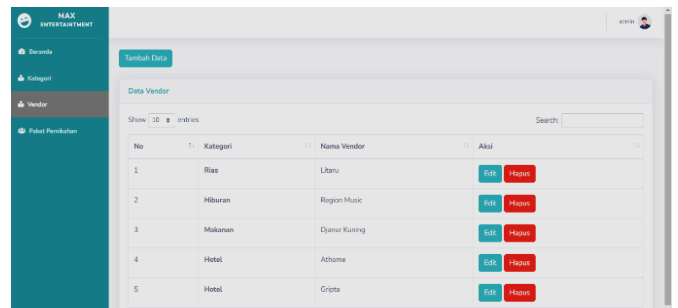 MAX
ENTERTAINTMENT
admin
Beranda
Kategori
Vendor
Paket Pernikahan
Tambah Data
Data Vendor
Show 10 entries
Search:
No Kategori Nama Vendor Aksi
1 Rias Litaru Edit Hapus
2 Hiburan Region Music Edit Hapus
3 Makanan Djanur Kuning Edit Hapus
4 Hotel Athome Edit Hapus
5 Hotel Gripta Edit Hapus